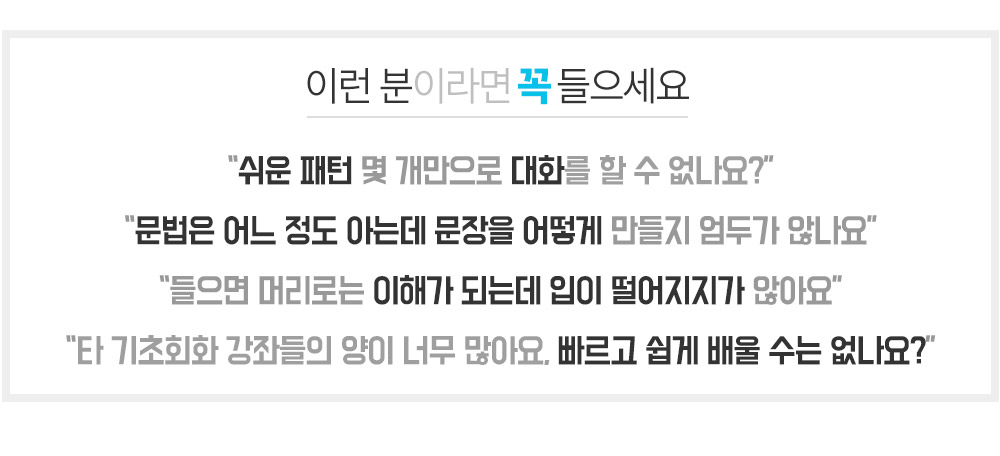 이런 분이라면 꼭 들으세요
“쉬운 패턴 몇 개만으로 대화를 할 수 없나요?”
“문법은 어느 정도 아는데 문장을 어떻게 만들지 엄두가 않나요”
“들으면 머리로는 이해가 되는데 입이 떨어지지가 않아요”
“타 기초회화 강좌들의 양이 너무 많아요, 빠르고 쉽게 배울 수는 없나요?”